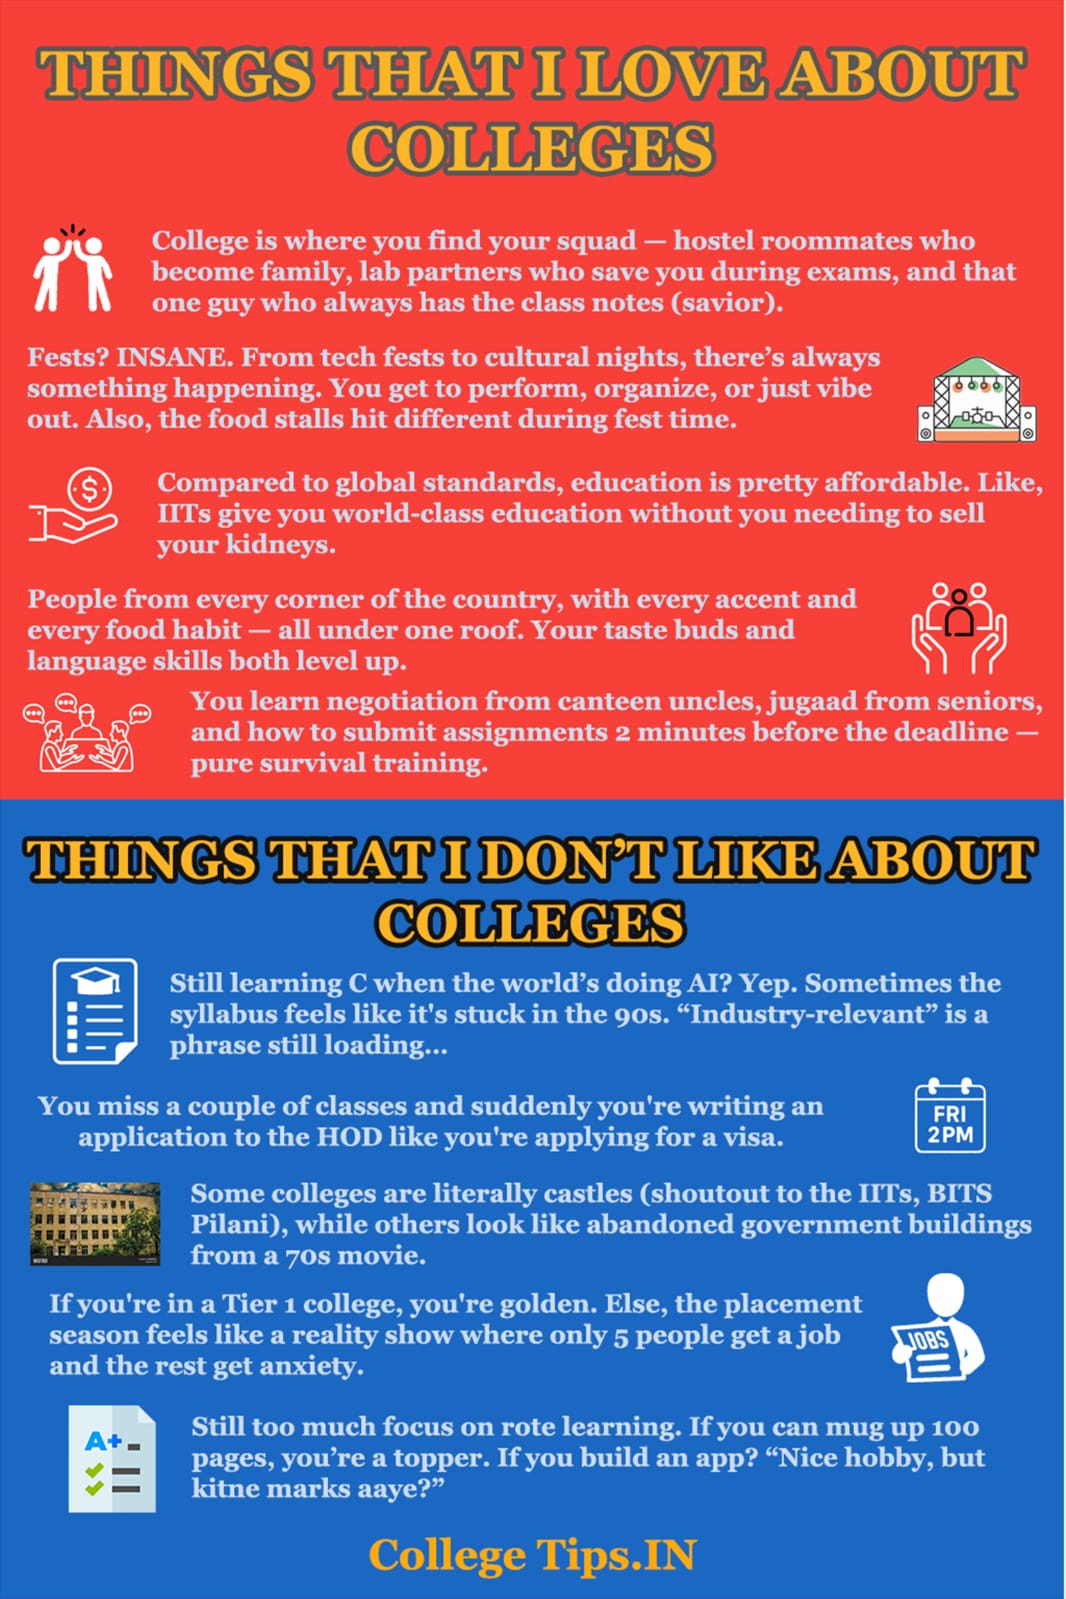 THINGS THAT I LOVE ABOUT
COLLEGES
College is where you find your squad — hostel roommates who
become family, lab partners who save you during exams, and that
one guy who always has the class notes (savior).
Fests? INSANE. From tech fests to cultural nights, there’s always
something happening. You get to perform, organize, or just vibe
out. Also, the food stalls hit different during fest time.
$
Compared to global standards, education is pretty affordable. Like,
IITs give you world-class education without you needing to sell
your kidneys.
People from every corner of the country, with every accent and
every food habit — all under one roof. Your taste buds and
language skills both level up.
You learn negotiation from canteen uncles, jugaad from seniors,
and how to submit assignments 2 minutes before the deadline —
pure survival training.
THINGS THAT I DON’T LIKE ABOUT
COLLEGES
Still learning C when the world’s doing AI? Yep. Sometimes the
syllabus feels like it's stuck in the 90s. “Industry-relevant” is a
phrase still loading...
You miss a couple of classes and suddenly you're writing an
application to the HOD like you're applying for a visa.
FRI
2PM
Some colleges are literally castles (shoutout to the IITs, BITS
Pilani), while others look like abandoned government buildings
from a 70s movie.
If you're in a Tier 1 college, you're golden. Else, the placement
season feels like a reality show where only 5 people get a job
and the rest get anxiety.
JOBS
A+
Still too much focus on rote learning. If you can mug up 100
pages, you’re a topper. If you build an app? “Nice hobby, but
kitne marks aaye?”
College Tips.IN